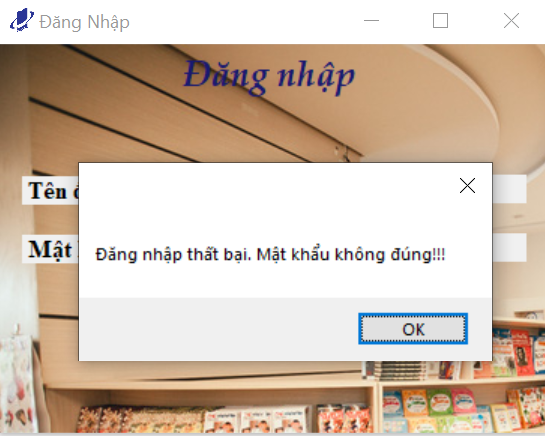 Đăng Nhập
Đăng nhập
Tên
Mật
Đăng nhập thất bại. Mật khẩu không đúng!!!
OK